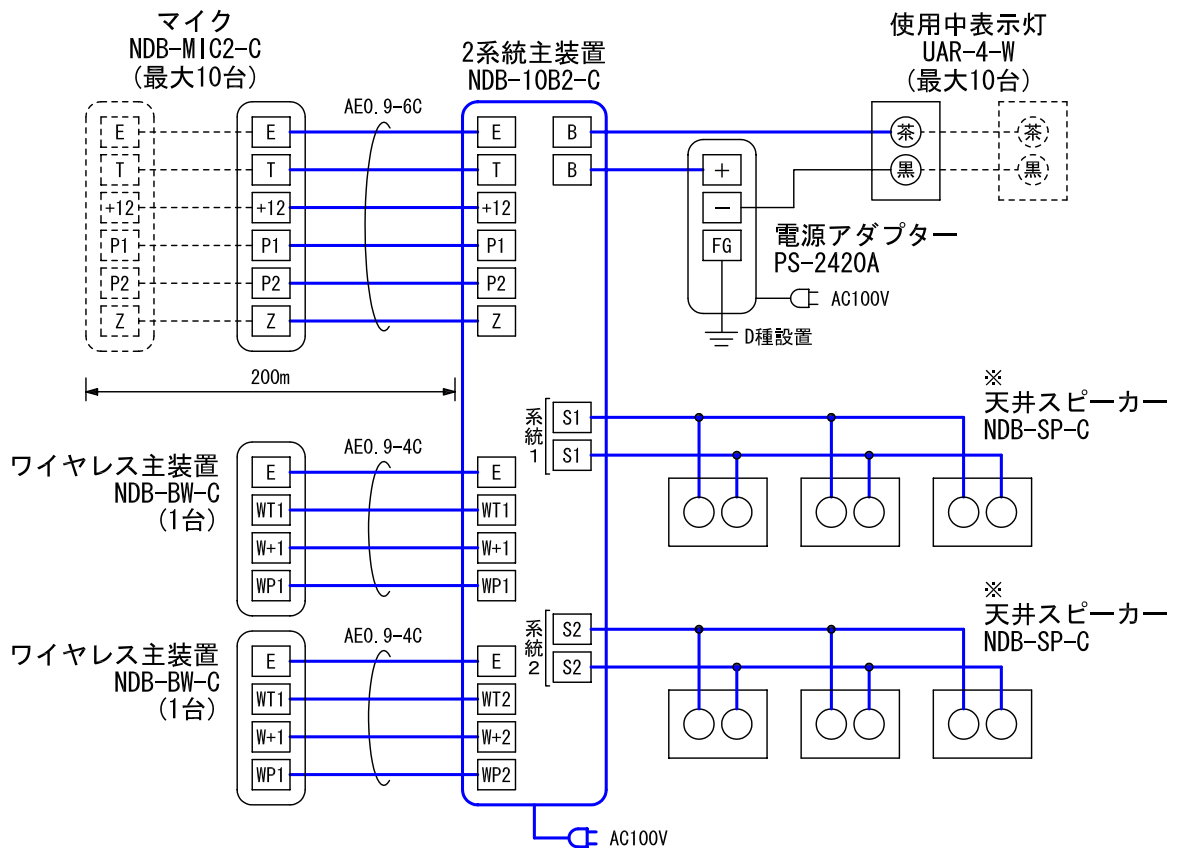 マイク
NDB-MIC2-C
(最大10台)
2系統主装置
NDB-10B2-C
使用中表示灯
UAR-4-W
(最大10台)
AE0.9-6C
E E E B 茶 茶
T T T B + 黒 黒
+12 +12 +12 −
P1 P1 P1 FG
電源アダプター
PS-2420A
P2 P2 P2
AC100V
Z Z Z
D種設置
200m
系統1
S1
S1
※
天井スピーカー
NDB-SP-C
ワイヤレス主装置
NDB-BW-C
(1台)
AE0.9-4C
E E
WT1 WT1
W+1 W+1
WP1 WP1
系統2
S2
S2
※
天井スピーカー
NDB-SP-C
ワイヤレス主装置
NDB-BW-C
(1台)
AE0.9-4C
E E
WT1 WT2
W+1 W+2
WP1 WP2
AC100V